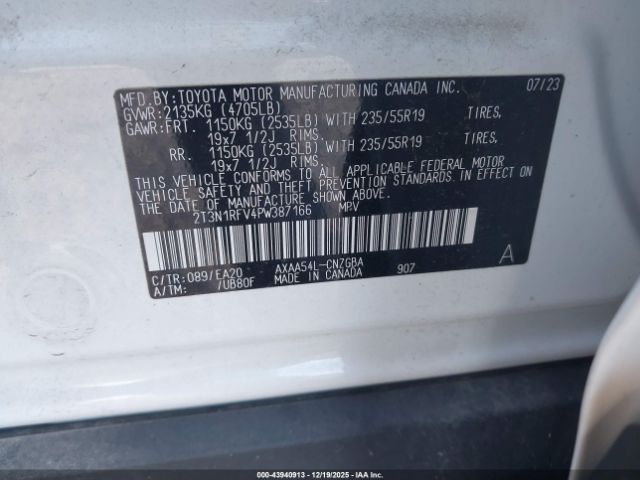 MFD.BY:TOYOTA MOTOR MANUFACTURING CANADA INC. 07/23
GVWR: 2135KG (4705LB)
GAWR:FRT. 1150KG (2535LB) WITH 235/55R19 TIRES,
19x7 1/2J RIMS.
RR. 1150KG (2535LB) WITH 235/55R19 TIRES,
19x7 1/2J RIMS.
THIS VEHICLE CONFORMS TO ALL APPLICABLE FEDERAL MOTOR
VEHICLE SAFETY AND THEFT PREVENTION STANDARDS IN EFFECT ON
THE DATE OF MANUFACTURE SHOWN ABOVE.
2T3N1RFV4PW387166 MPV
C/TR:089/EA20 AXAA54L-CNZGBA 907 A
A/TM: /UB80F MADE IN CANADA
© IAA 00-43940913 | 12/19/2025 | © IAA